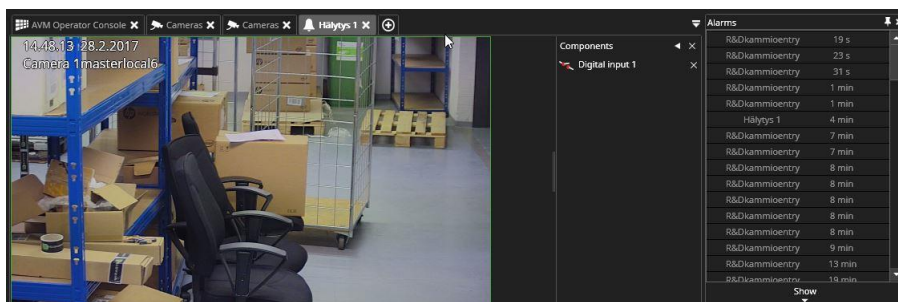 AVM Operator Console
Cameras
Cameras
Hälytys 1
14.48,13 28.2.2017
Camera 1masterlocal6
Components
Digital input 1
Alarms
R&Dkammioentry 19 s
R&Dkammioentry 23 s
R&Dkammioentry 31 s
R&Dkammioentry 1 min
R&Dkammioentry 1 min
Hälytys 1 4 min
R&Dkammioentry 7 min
R&Dkammioentry 7 min
R&Dkammioentry 8 min
R&Dkammioentry 8 min
R&Dkammioentry 8 min
R&Dkammioentry 8 min
R&Dkammioentry 8 min
R&Dkammioentry 9 min
R&Dkammioentry 13 min
R&Dkammioentry 19 min
Show